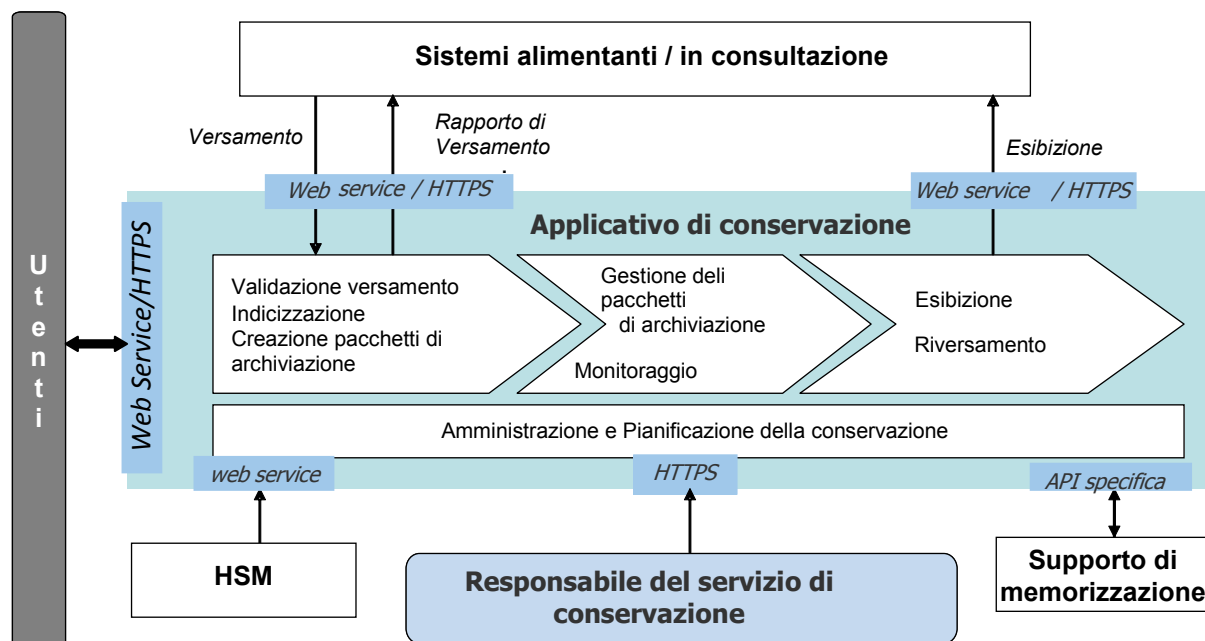 Sistemi alimentanti / in consultazione
Versamento
Rapporto di
Versamento
.
Esibizione
Web service / HTTPS
Web service / HTTPS
Utenti
Web Service/HTTPS
Applicativo di conservazione
Validazione versamento
Indicizzazione
Creazione pacchetti di
archiviazione
Gestione deli
pacchetti
di archiviazione
Monitoraggio
Esibizione
Riversamento
Amministrazione e Pianificazione della conservazione
web service
HTTPS
API specifica
HSM
Responsabile del servizio di
conservazione
Supporto di
memorizzazione